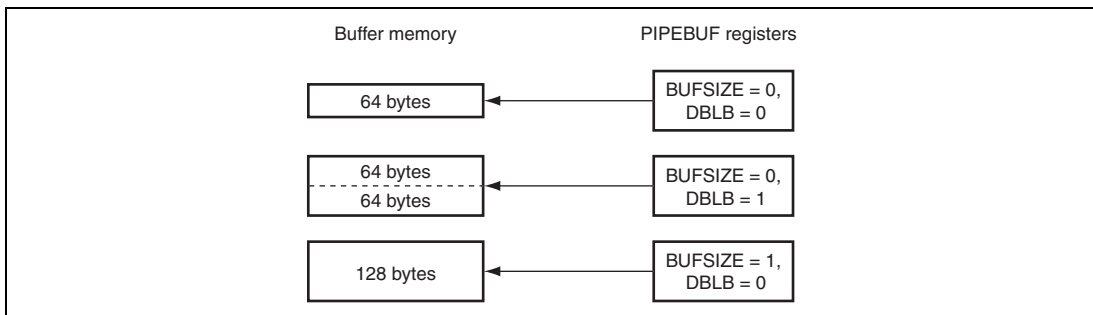 Buffer memory
PIPEBUF registers
64 bytes
BUFSIZE = 0,
DBLB = 0
64 bytes
64 bytes
BUFSIZE = 0,
DBLB = 1
128 bytes
BUFSIZE = 1,
DBLB = 0